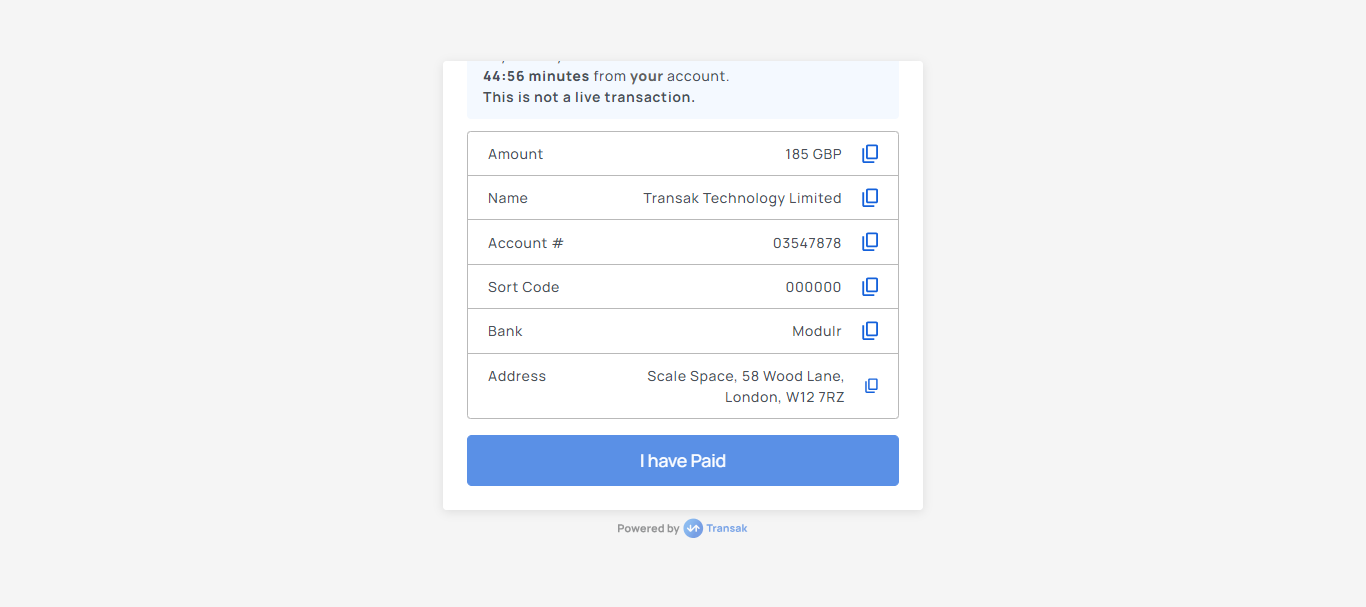 44:56 minutes from your account.
This is not a live transaction.
Amount 185 GBP
Name Transak Technology Limited
Account # 03547878
Sort Code 000000
Bank Modulr
Address Scale Space, 58 Wood Lane,
London, W12 7RZ
I have Paid
Powered by Transak